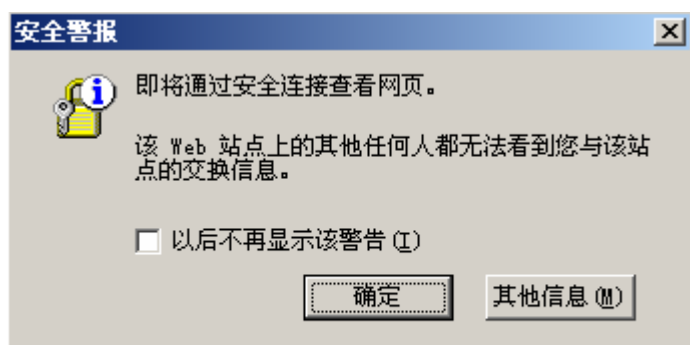 安全警报
即将通过安全连接查看网页。
该 Web 站点上的其他任何人都无法看到您与该站
点的交换信息。
以后不再显示该警告(I)
确定 其他信息(M)